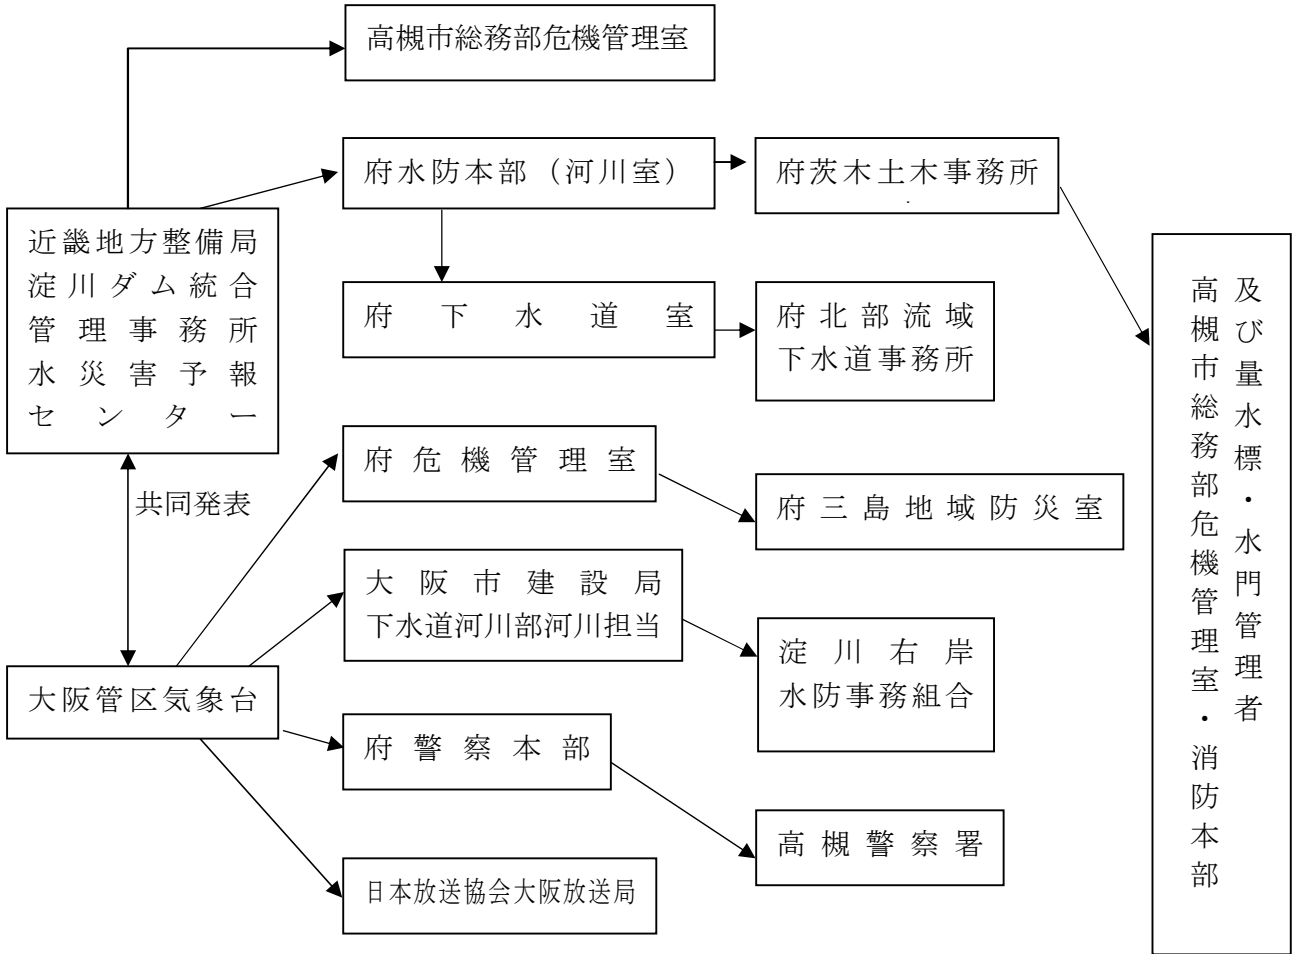 高槻市総務部危機管理室
府水防本部（河川室）
府茨木土木事務所
近畿地方整備局
淀川ダム統合
管理事務所
水災害予報
センター
府下水道室
府北部流域
下水道事務所
府危機管理室
共同発表
府三島地域防災室
大阪市建設局
下水道河川部河川担当
淀川右岸
水防事務組合
大阪管区気象台
府警察本部
高槻警察署
日本放送協会大阪放送局
及び量水標・水門管理者
高槻市総務部危機管理室・消防本部